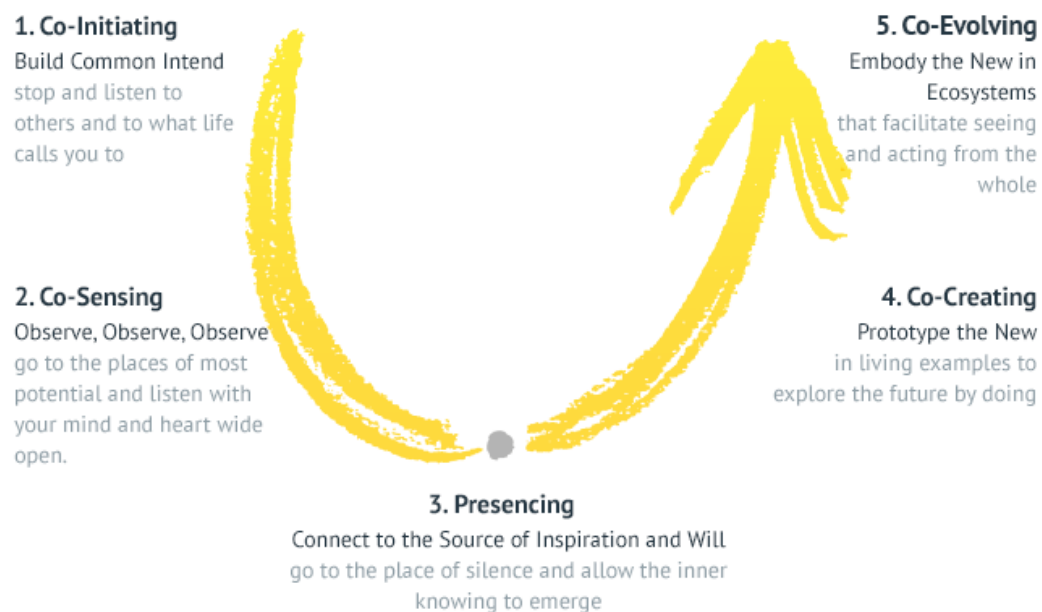 1. Co-Initiating
Build Common Intend
stop and listen to
others and to what life
calls you to
2. Co-Sensing
Observe, Observe, Observe
go to the places of most
potential and listen with
your mind and heart wide
open.
3. Presencing
Connect to the Source of Inspiration and Will
go to the place of silence and allow the inner
knowing to emerge
4. Co-Creating
Prototype the New
in living examples to
explore the future by doing
5. Co-Evolving
Embody the New in
Ecosystems
that facilitate seeing
and acting from the
whole